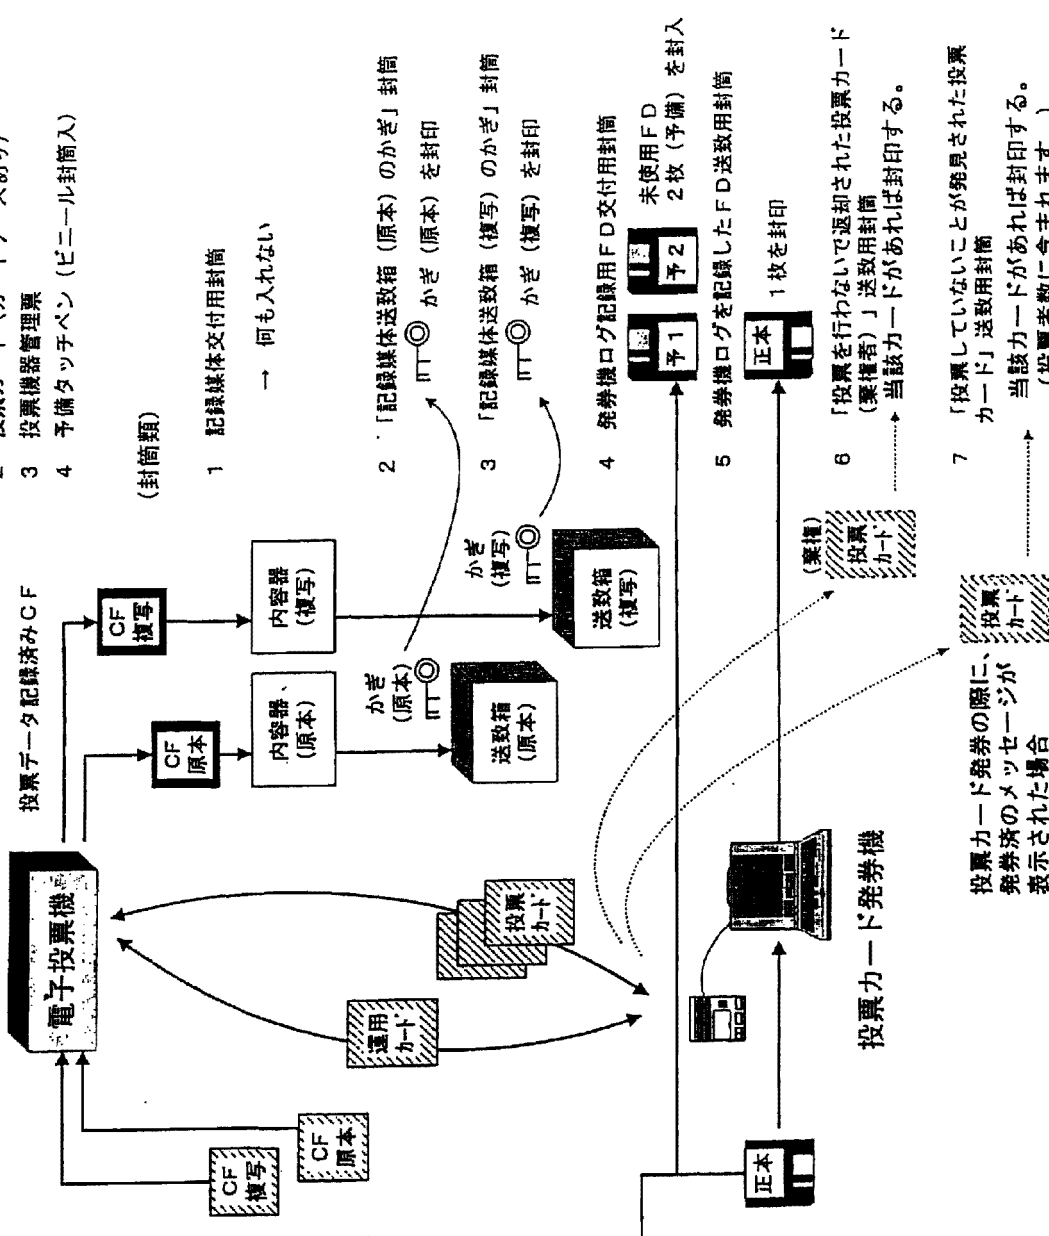 3 投票機器管理票
4 予備タッチペン（ビニール封筒入）
（封筒類）
1 記録媒体交付用封筒
→ 何も入れない
2 「記録媒体送致箱（原本）のかぎ」封筒
かぎ（原本）を封印
3 「記録媒体送致箱（複写）のかぎ」封筒
かぎ（複写）を封印
4 発券機ログ記録用FD交付用封筒
未使用FD
2枚（予備）を封入
予1
予2
5 発券機ログを記録したFD送致用封筒
正本
1枚を封印
6 「投票を行わないで返却された投票カード
（棄権者）」送致用封筒
当該カードがあれば封印する。
7 「投票していないことが発見された投票
カード」送致用封筒
当該カードがあれば封印する。
（投票者数に含まれます。）
投票データ記録済みCF
CF
複写
内容器
（複写）
かぎ
（複写）
送致箱
（複写）
CF
原本
内容器
（原本）
かぎ
（原本）
送致箱
（原本）
（棄権）
投票
カード
投票
カード
投票カード発券の際に、
発券済のメッセージが
表示された場合
電子投票機
運用
カード
投票
カード
投票カード発券機
CF
複写
CF
原本
正本